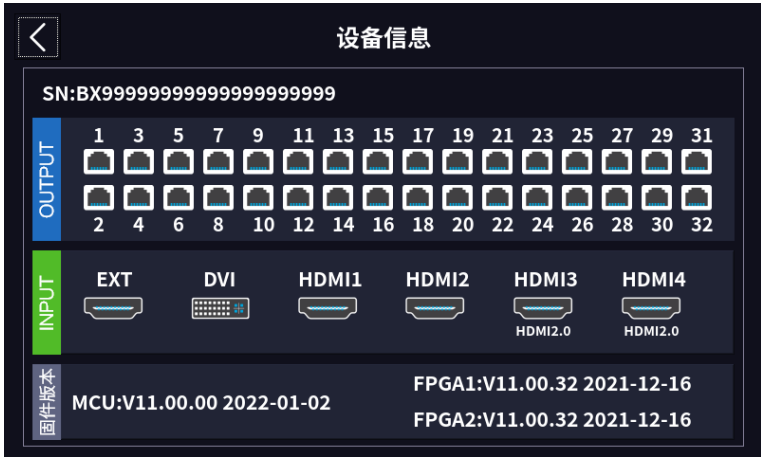 设备信息
SN:BX99999999999999999999
OUTPUT
1 3 5 7 9 11 13 15 17 19 21 23 25 27 29 31
2 4 6 8 10 12 14 16 18 20 22 24 26 28 30 32
INPUT
EXT DVI HDMI1 HDMI2 HDMI3 HDMI4
HDMI2.0 HDMI2.0
固件版本
MCU:V11.00.00 2022-01-02
FPGA1:V11.00.32 2021-12-16
FPGA2:V11.00.32 2021-12-16